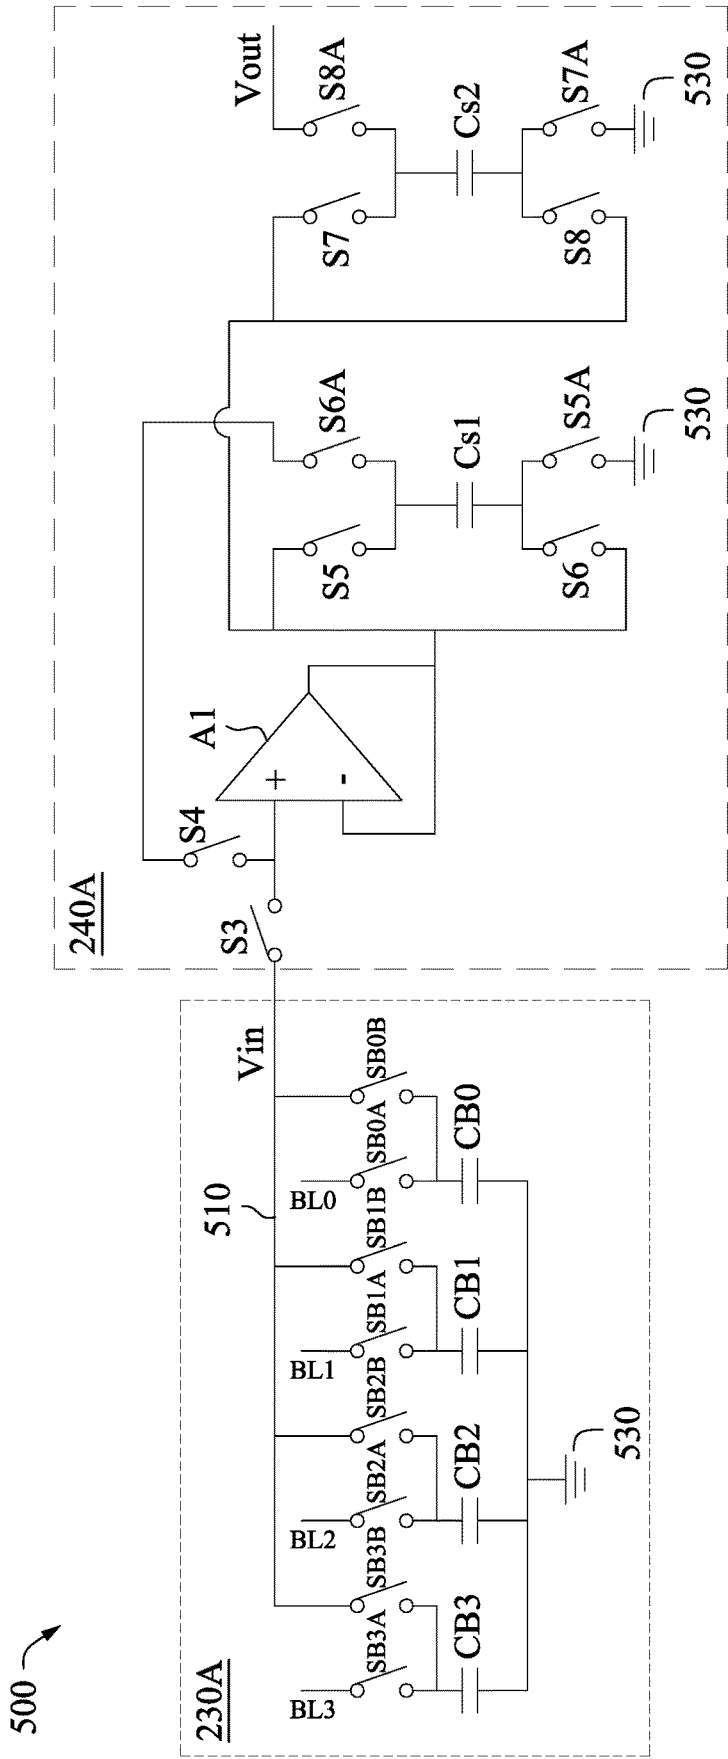 500
230A
240A
Vin
510
BL3
BL2
BL1
BL0
SB3A
SB3B
SB2A
SB2B
SB1A
SB1B
SB0A
SB0B
CB3
CB2
CB1
CB0
530
S3
S4
A1
+
-
S5
S6A
Cs1
S6
S5A
530
Vout
S7
S8A
Cs2
S8
S7A
530